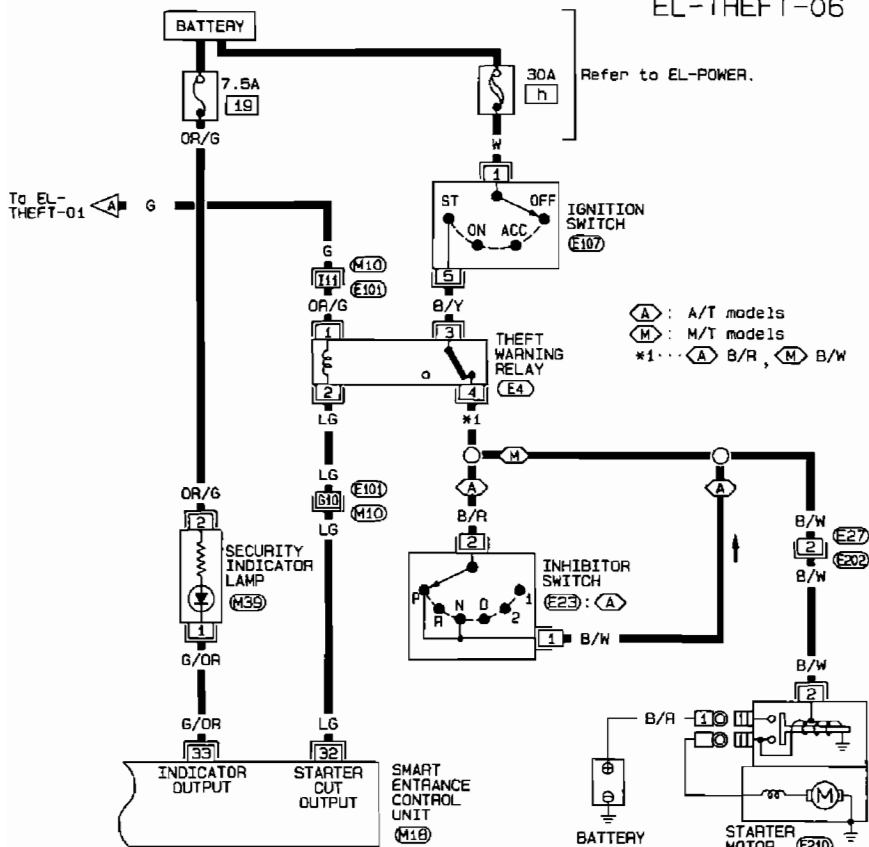 EL-THEFT-06
BATTERY
7.5A
19
30A
h
Refer to EL-POWER.
OR/G
W
1
To EL-
THEFT-01
A
G
ST
OFF
ON
ACC
IGNITION
SWITCH
E107
G
5
I11
M10
E101
OR/G
B/Y
A : A/T models
M : M/T models
*1 ··· A B/R , M B/W
1
3
THEFT
WARNING
RELAY
E4
2
4
LG
*1
M
LG
G10
E101
M10
LG
A
A
B/R
OR/G
2
2
B/W
2
E27
E202
B/W
SECURITY
INDICATOR
LAMP
M39
INHIBITOR
SWITCH
E23 : A
P
R
N
D
2
1
1
B/W
1
G/OR
B/W
2
G/OR
LG
B/R
1
1
33
32
INDICATOR
OUTPUT
STARTER
CUT
OUTPUT
SMART
ENTRANCE
CONTROL
UNIT
M18
M
BATTERY
STARTER
MOTOR
E210